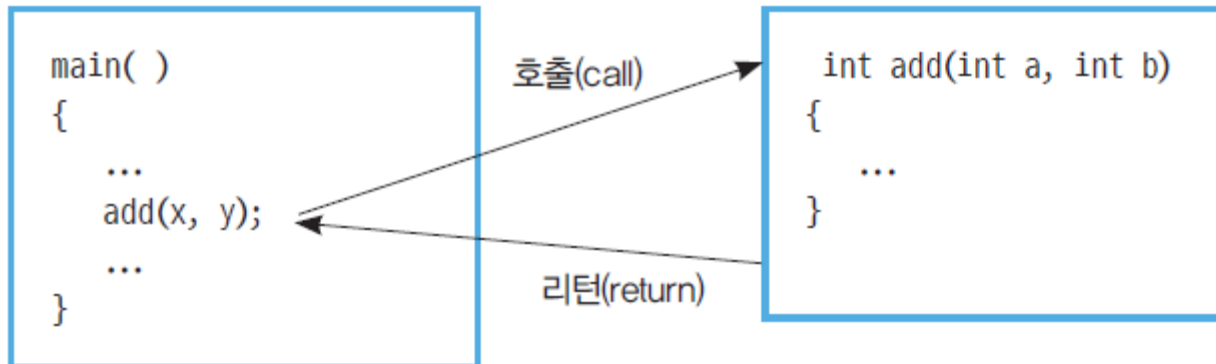 main( )
{
...
add(x, y);
...
}
호출(call)
리턴(return)
int add(int a, int b)
{
...
}